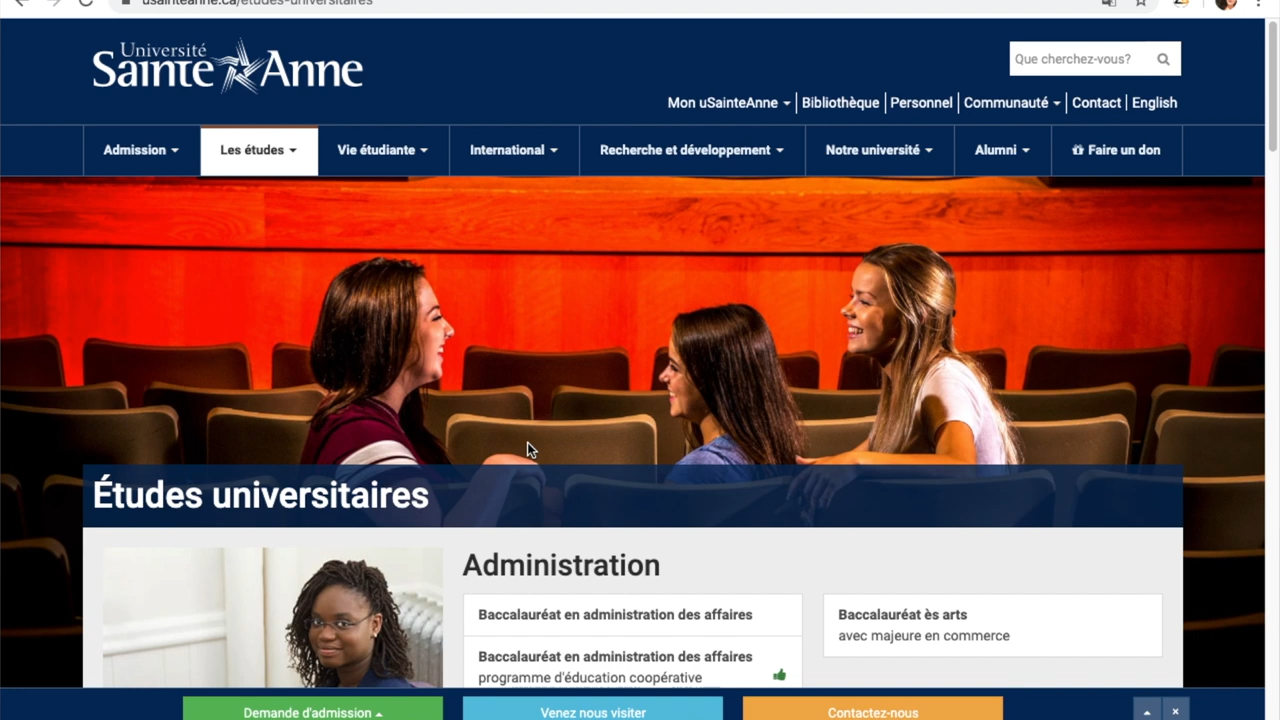 usainteanne.ca/etudes-universitaires
Université
Sainte Anne
Que cherchez-vous?
Mon uSainteAnne
Bibliothèque
Personnel
Communauté
Contact
English
Admission
Les études
Vie étudiante
International
Recherche et développement
Notre université
Alumni
Faire un don
Études universitaires
Administration
Baccalauréat en administration des affaires
Baccalauréat ès arts
avec majeure en commerce
Baccalauréat en administration des affaires
programme d'éducation coopérative
Demande d'admission
Venez nous visiter
Contactez-nous